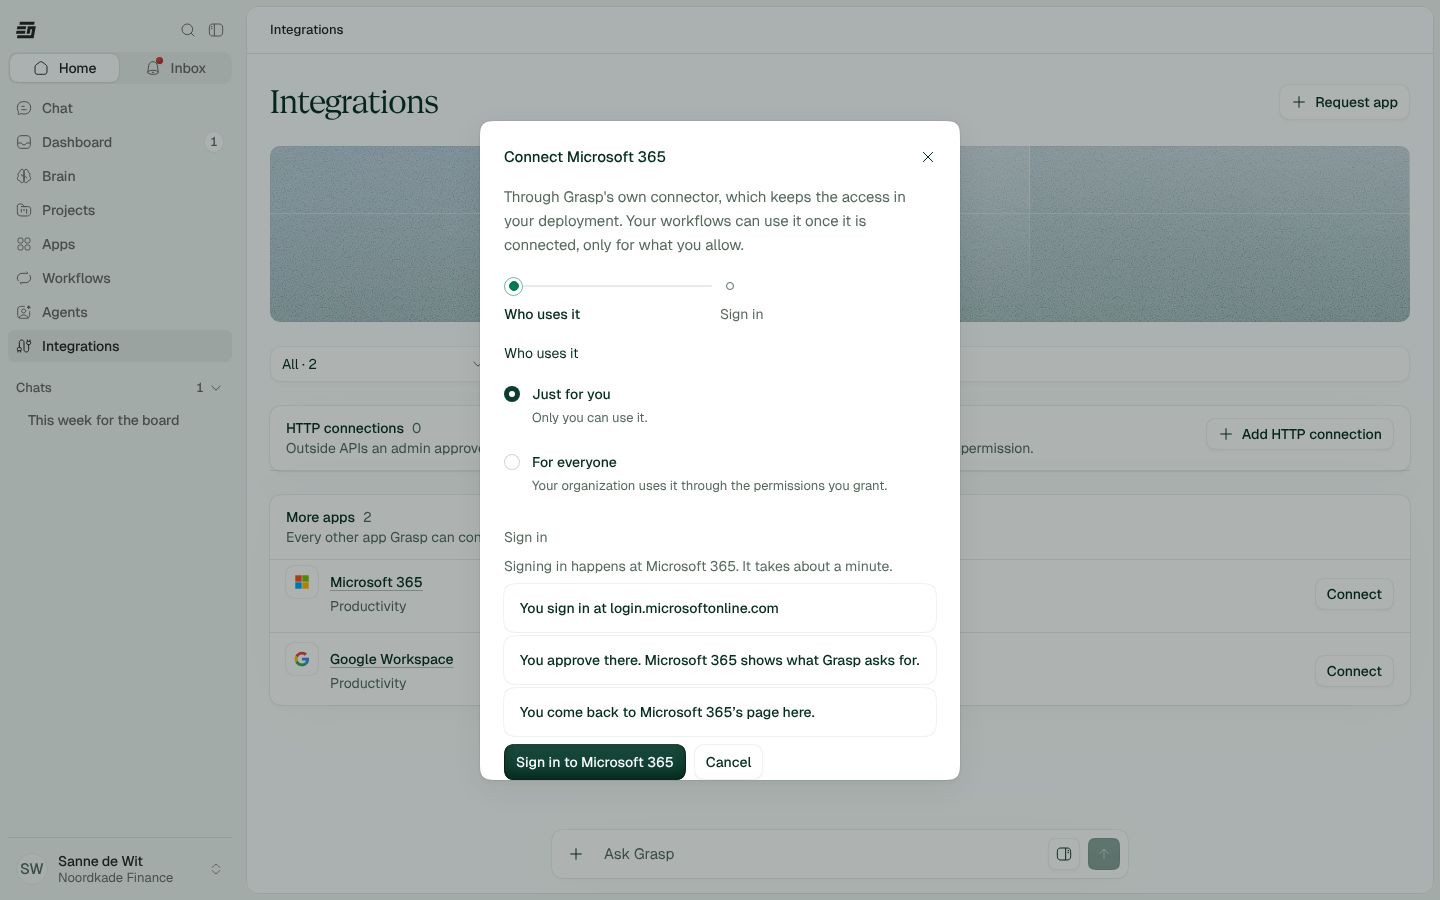 Integrations
Home
Inbox
Chat
Dashboard 1
Brain
Projects
Apps
Workflows
Agents
Integrations
Chats 1
This week for the board
SW
Sanne de Wit
Noordkade Finance
Integrations
Request app
All · 2
HTTP connections 0
Outside APIs an admin approve
permission.
Add HTTP connection
More apps 2
Every other app Grasp can con
Microsoft 365
Productivity
Connect
Google Workspace
Productivity
Connect
Connect Microsoft 365
Through Grasp's own connector, which keeps the access in
your deployment. Your workflows can use it once it is
connected, only for what you allow.
Who uses it
Sign in
Who uses it
Just for you
Only you can use it.
For everyone
Your organization uses it through the permissions you grant.
Sign in
Signing in happens at Microsoft 365. It takes about a minute.
You sign in at login.microsoftonline.com
You approve there. Microsoft 365 shows what Grasp asks for.
You come back to Microsoft 365’s page here.
Sign in to Microsoft 365
Cancel
Ask Grasp